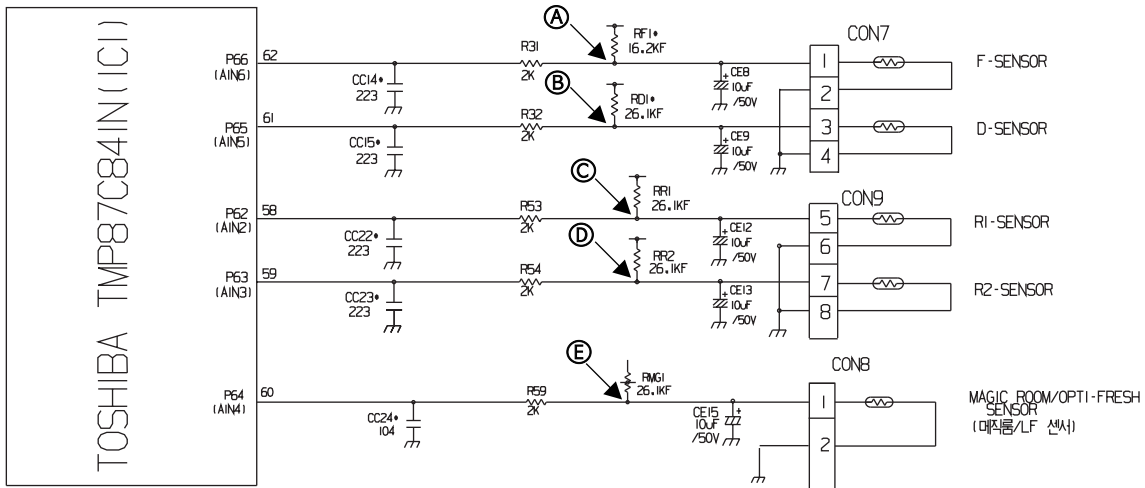 TOSHIBA TMP87C841N(IC1)
A
RF1*
16.2KF
CON7
P66
(AIN6)
62
R31
2K
CC14*
223
CE8
10uF
/50V
1
F-SENSOR
2
B
RD1*
26.1KF
P65
(AIN5)
61
R32
2K
CC15*
223
CE9
10uF
/50V
3
D-SENSOR
4
C
RR1
26.1KF
CON9
P62
(AIN2)
58
R53
2K
CC22*
223
CE12
10uF
/50V
5
R1-SENSOR
6
D
RR2
26.1KF
P63
(AIN3)
59
R54
2K
CC23*
223
CE13
10uF
/50V
7
R2-SENSOR
8
E
RMG1
26.1KF
CON8
P64
(AIN4)
60
R59
2K
CC24*
104
CE15
10uF
/50V
1
MAGIC ROOM/OPTI-FRESH
SENSOR
(매직룸/LF 센서)
2